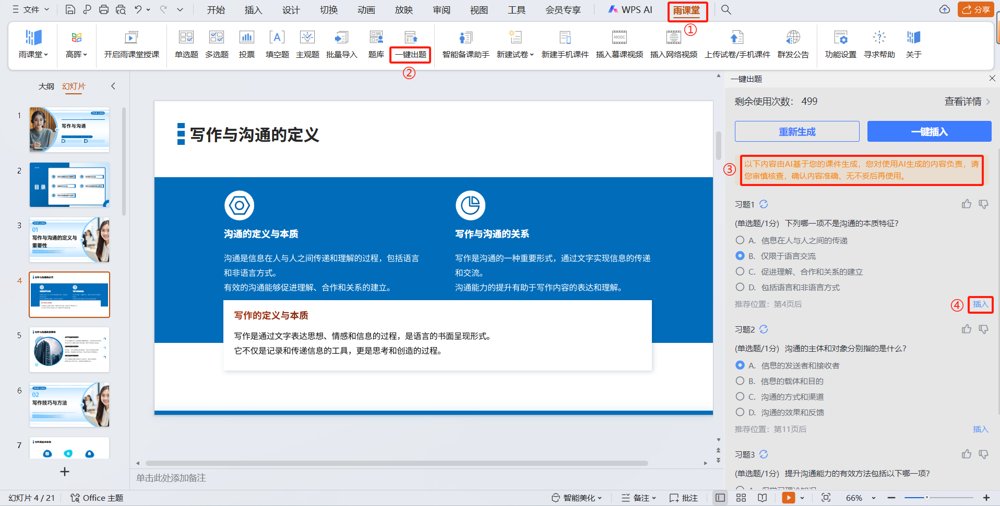 文件
开始 插入 设计 切换 动画 放映 审阅 视图 工具 会员专享 WPS AI 雨课堂
分享
①
雨课堂 高晖 开启雨课堂授课 单选题 多选题 投票 填空题 主观题 批量导入 题库 一键出题 智能备课助手 新建试卷 新建手机课件 插入慕课视频 插入网络视频 上传试卷/手机课件 群发公告 功能设置 寻求帮助 关于
MOOC
②
大纲 幻灯片
1
YOUR LOGO
写作与沟通
2
目录
3
YOUR LOGO
01
写作与沟通的定义与
重要性
4
写作与沟通的定义
5
写作与沟通的重要性
6
YOUR LOGO
02
写作技巧与方法
7
写作与沟通的定义
沟通的定义与本质
沟通是信息在人与人之间传递和理解的过程，包括语言
和非语言方式。
有效的沟通能够促进理解、合作和关系的建立。
写作与沟通的关系
写作是沟通的一种重要形式，通过文字实现信息的传递
和交流。
沟通能力的提升有助于写作内容的表达和理解。
写作的定义与本质
写作是通过文字表达思想、情感和信息的过程，是语言的书面呈现形式。
它不仅是记录和传递信息的工具，更是思考和创造的过程。
单击此处添加备注
一键出题
剩余使用次数： 499
查看详情
重新生成 一键插入
③
以下内容由AI基于您的课件生成，您对使用AI生成的内容负责，请
您审慎核查，确认内容准确、无不妥后再使用。
习题1
(单选题/1分) 下列哪一项不是沟通的本质特征?
A. 信息在人与人之间的传递
B. 仅限于语言交流
C. 促进理解、合作和关系的建立
D. 包括语言和非语言方式
推荐位置：第4页后
④ 插入
习题2
(单选题/1分) 沟通的主体和对象分别指的是什么?
A. 信息的发送者和接收者
B. 信息的载体和目的
C. 沟通的方式和渠道
D. 沟通的效果和反馈
推荐位置：第11页后
插入
习题3
(单选题/1分) 提升沟通能力的有效方法包括以下哪一项?
幻灯片 4 / 21 Office 主题 智能美化 备注 批注 66%